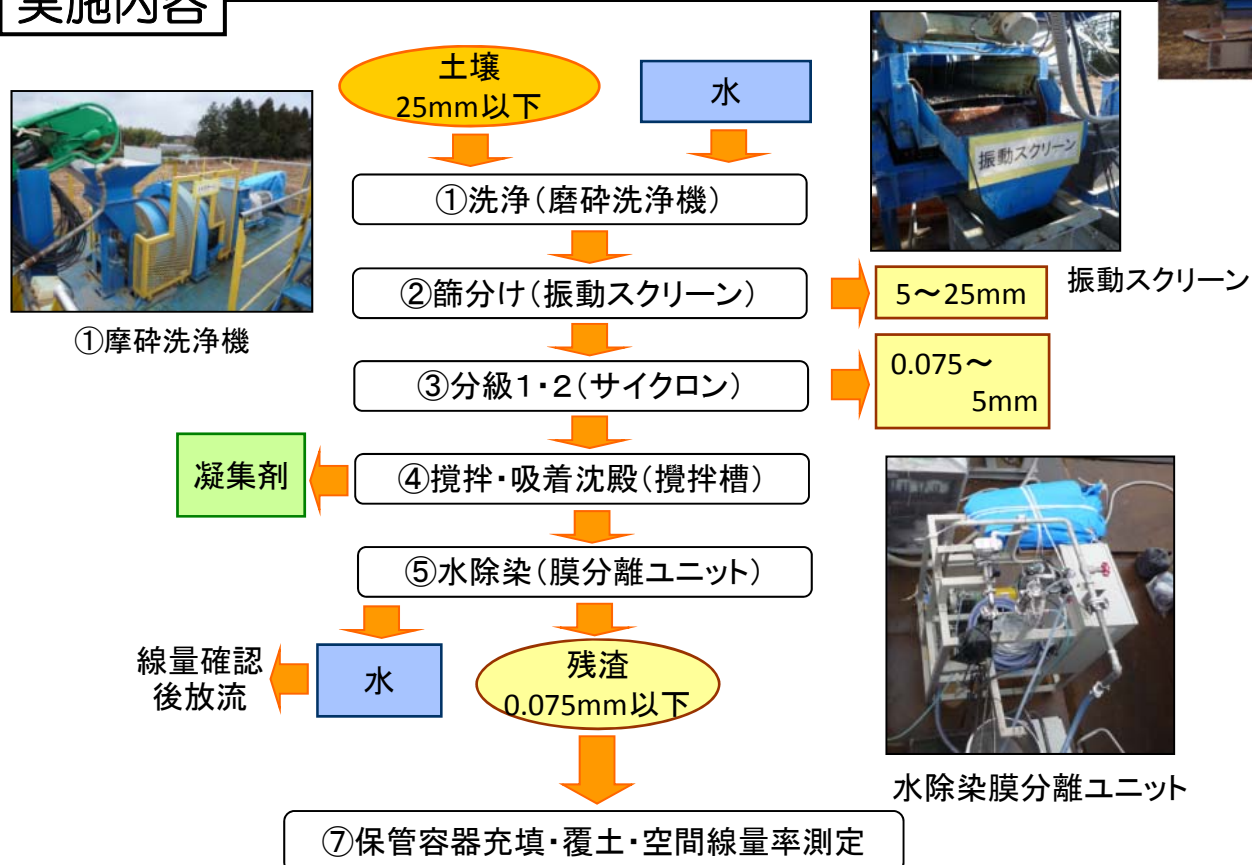 実施内容
土壌
25mm以下
水
①洗浄(磨砕洗浄機)
②篩分け(振動スクリーン)
5～25mm
振動スクリーン
振動スクリーン
①摩砕洗浄機
③分級1・2(サイクロン)
0.075～
5mm
凝集剤
④撹拌・吸着沈殿(攪拌槽)
⑤水除染(膜分離ユニット)
線量確認
後放流
水
残渣
0.075mm以下
水除染膜分離ユニット
⑦保管容器充填・覆土・空間線量率測定